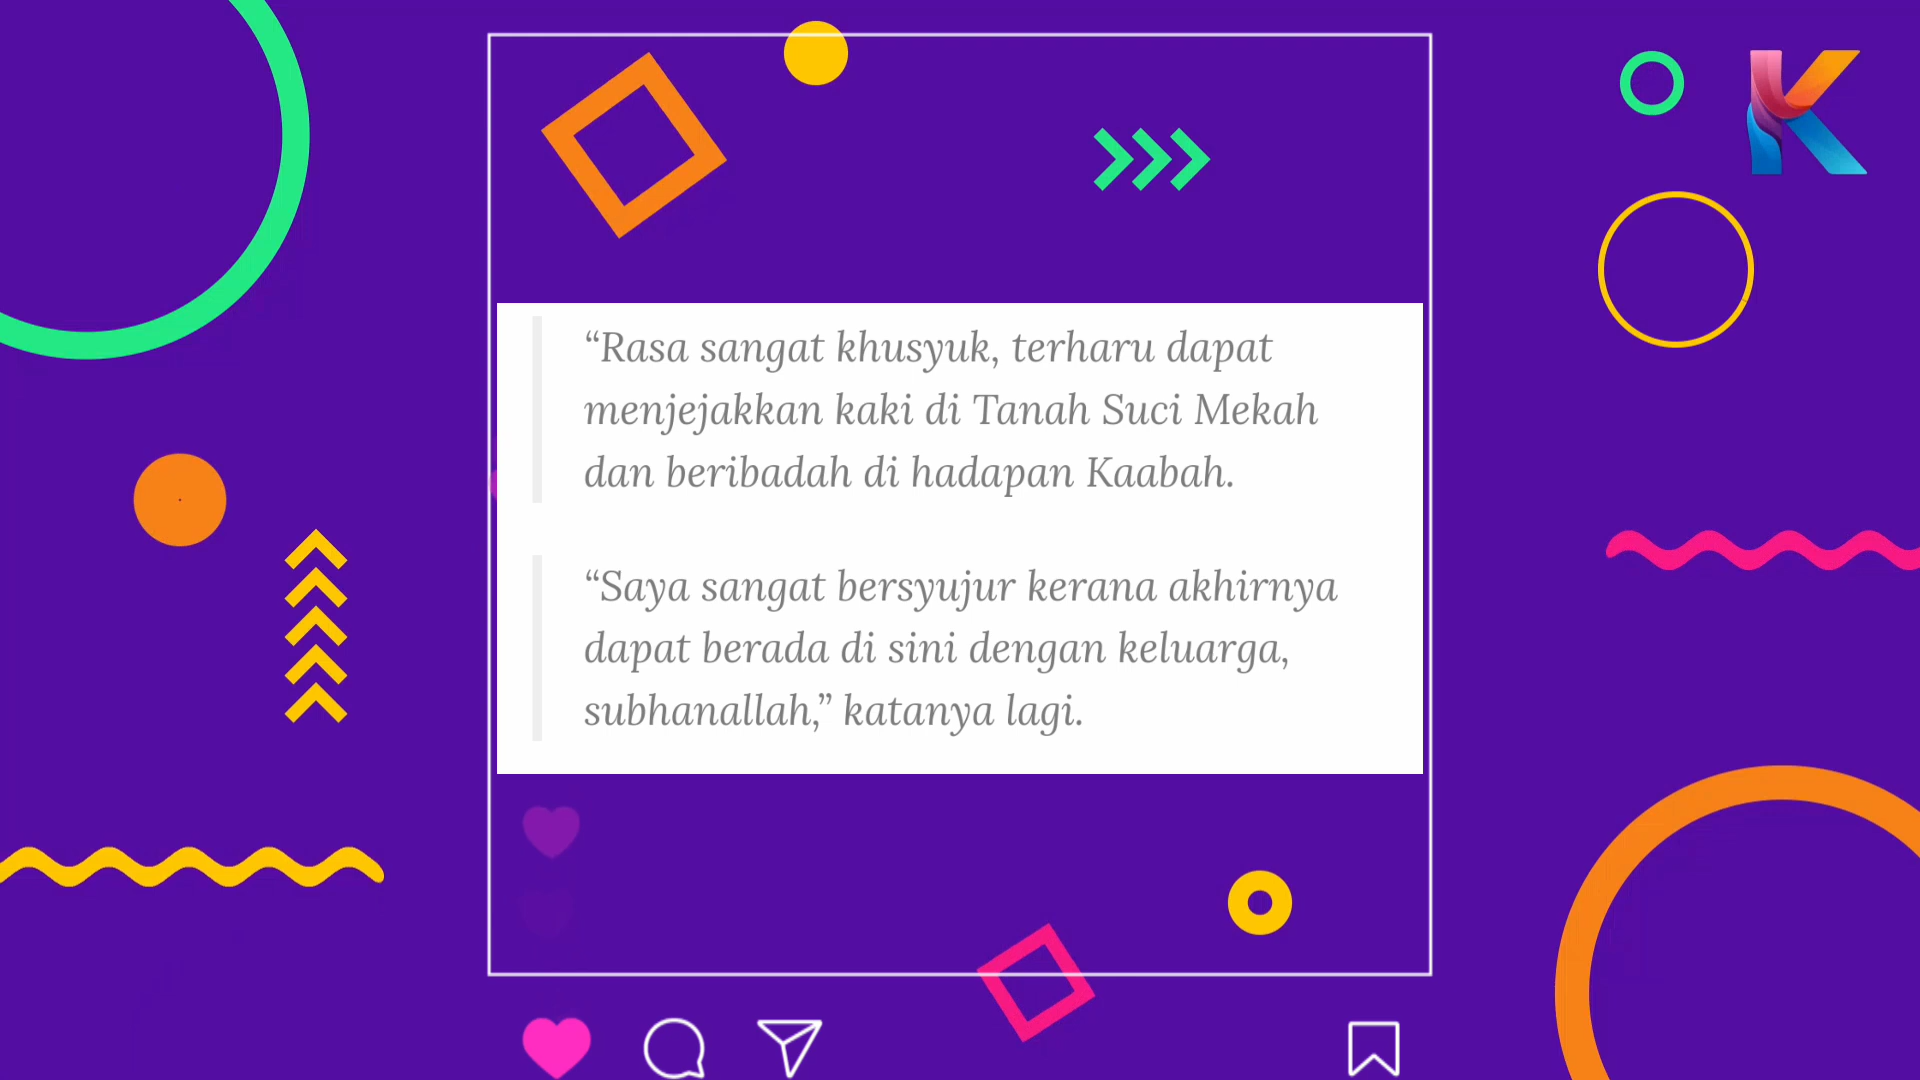 “Rasa sangat khusyuk, terharu dapat
menjejakkan kaki di Tanah Suci Mekah
dan beribadah di hadapan Kaabah.
“Saya sangat bersyujur kerana akhirnya
dapat berada di sini dengan keluarga,
subhanallah,” katanya lagi.
K